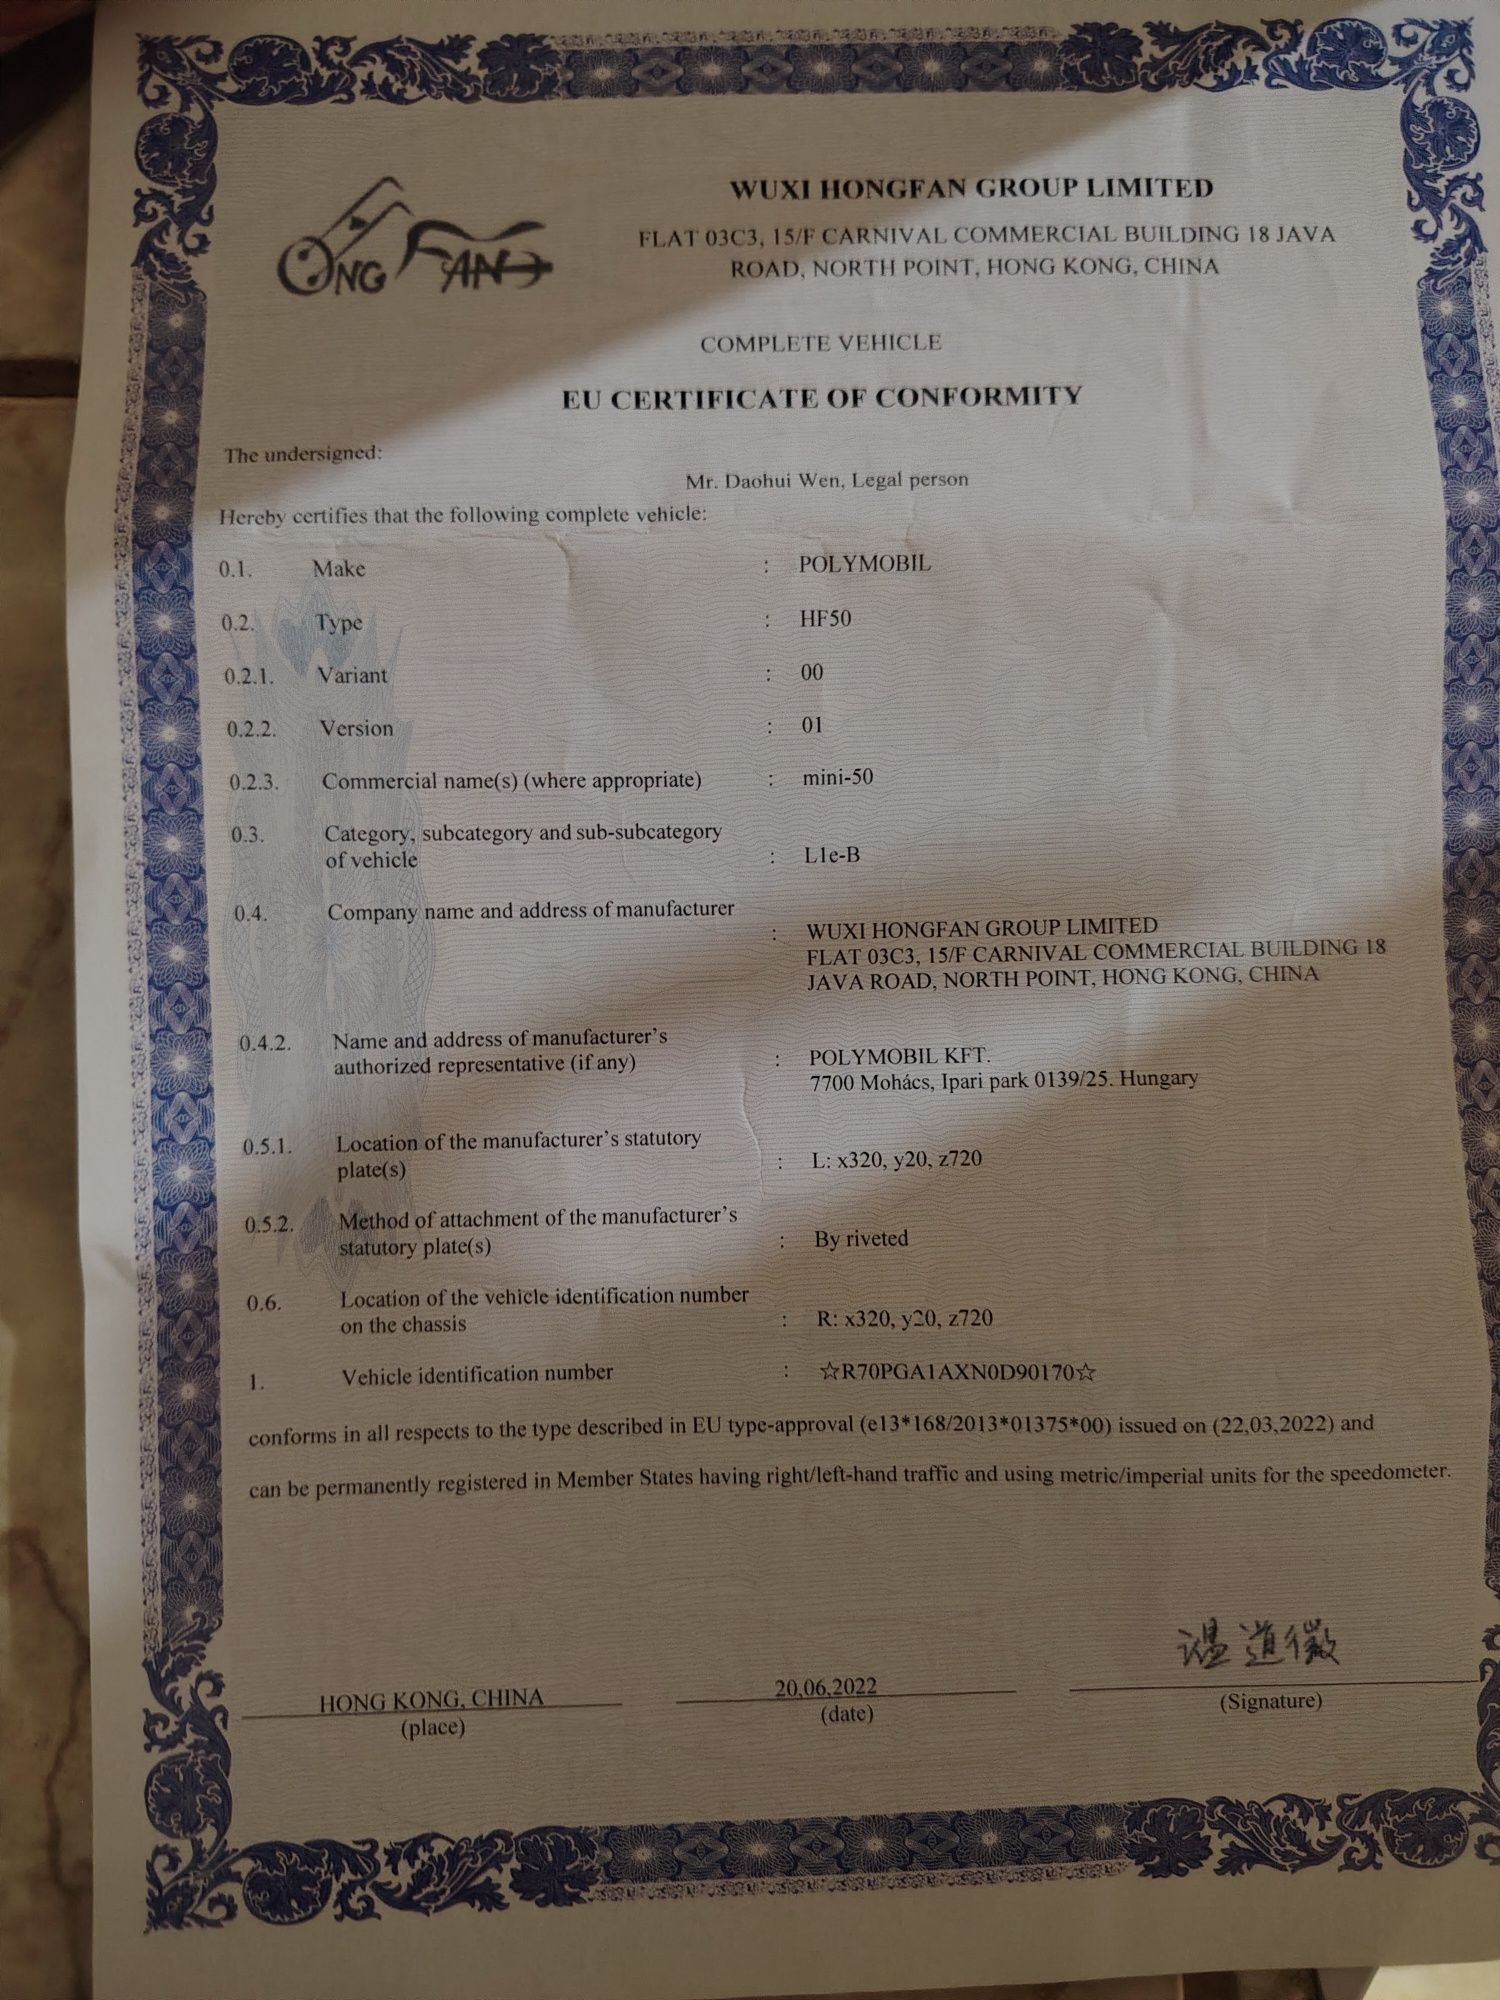 ONG FAN
WUXI HONGFAN GROUP LIMITED
FLAT 03C3, 15/F CARNIVAL COMMERCIAL BUILDING 18 JAVA
ROAD, NORTH POINT, HONG KONG, CHINA
COMPLETE VEHICLE
EU CERTIFICATE OF CONFORMITY
The undersigned:
Mr. Daohui Wen, Legal person
Hereby certifies that the following complete vehicle:
0.1. Make : POLYMOBIL
0.2. Type : HF50
0.2.1. Variant : 00
0.2.2. Version : 01
0.2.3. Commercial name(s) (where appropriate) : mini-50
0.3. Category, subcategory and sub-subcategory
of vehicle : L1e-B
0.4. Company name and address of manufacturer
: WUXI HONGFAN GROUP LIMITED
FLAT 03C3, 15/F CARNIVAL COMMERCIAL BUILDING 18
JAVA ROAD, NORTH POINT, HONG KONG, CHINA
0.4.2. Name and address of manufacturer's
authorized representative (if any) : POLYMOBIL KFT.
7700 Mohács, Ipari park 0139/25. Hungary
0.5.1. Location of the manufacturer's statutory
plate(s) : L: x320, y20, z720
0.5.2. Method of attachment of the manufacturer's
statutory plate(s) : By riveted
0.6. Location of the vehicle identification number
on the chassis : R: x320, y20, z720
1. Vehicle identification number : ☆R70PGA1AXN0D90170☆
conforms in all respects to the type described in EU type-approval (e13*168/2013*01375*00) issued on (22,03,2022) and
can be permanently registered in Member States having right/left-hand traffic and using metric/imperial units for the speedometer.
温道徽
HONG KONG, CHINA 20,06,2022
(place) (date) (Signature)